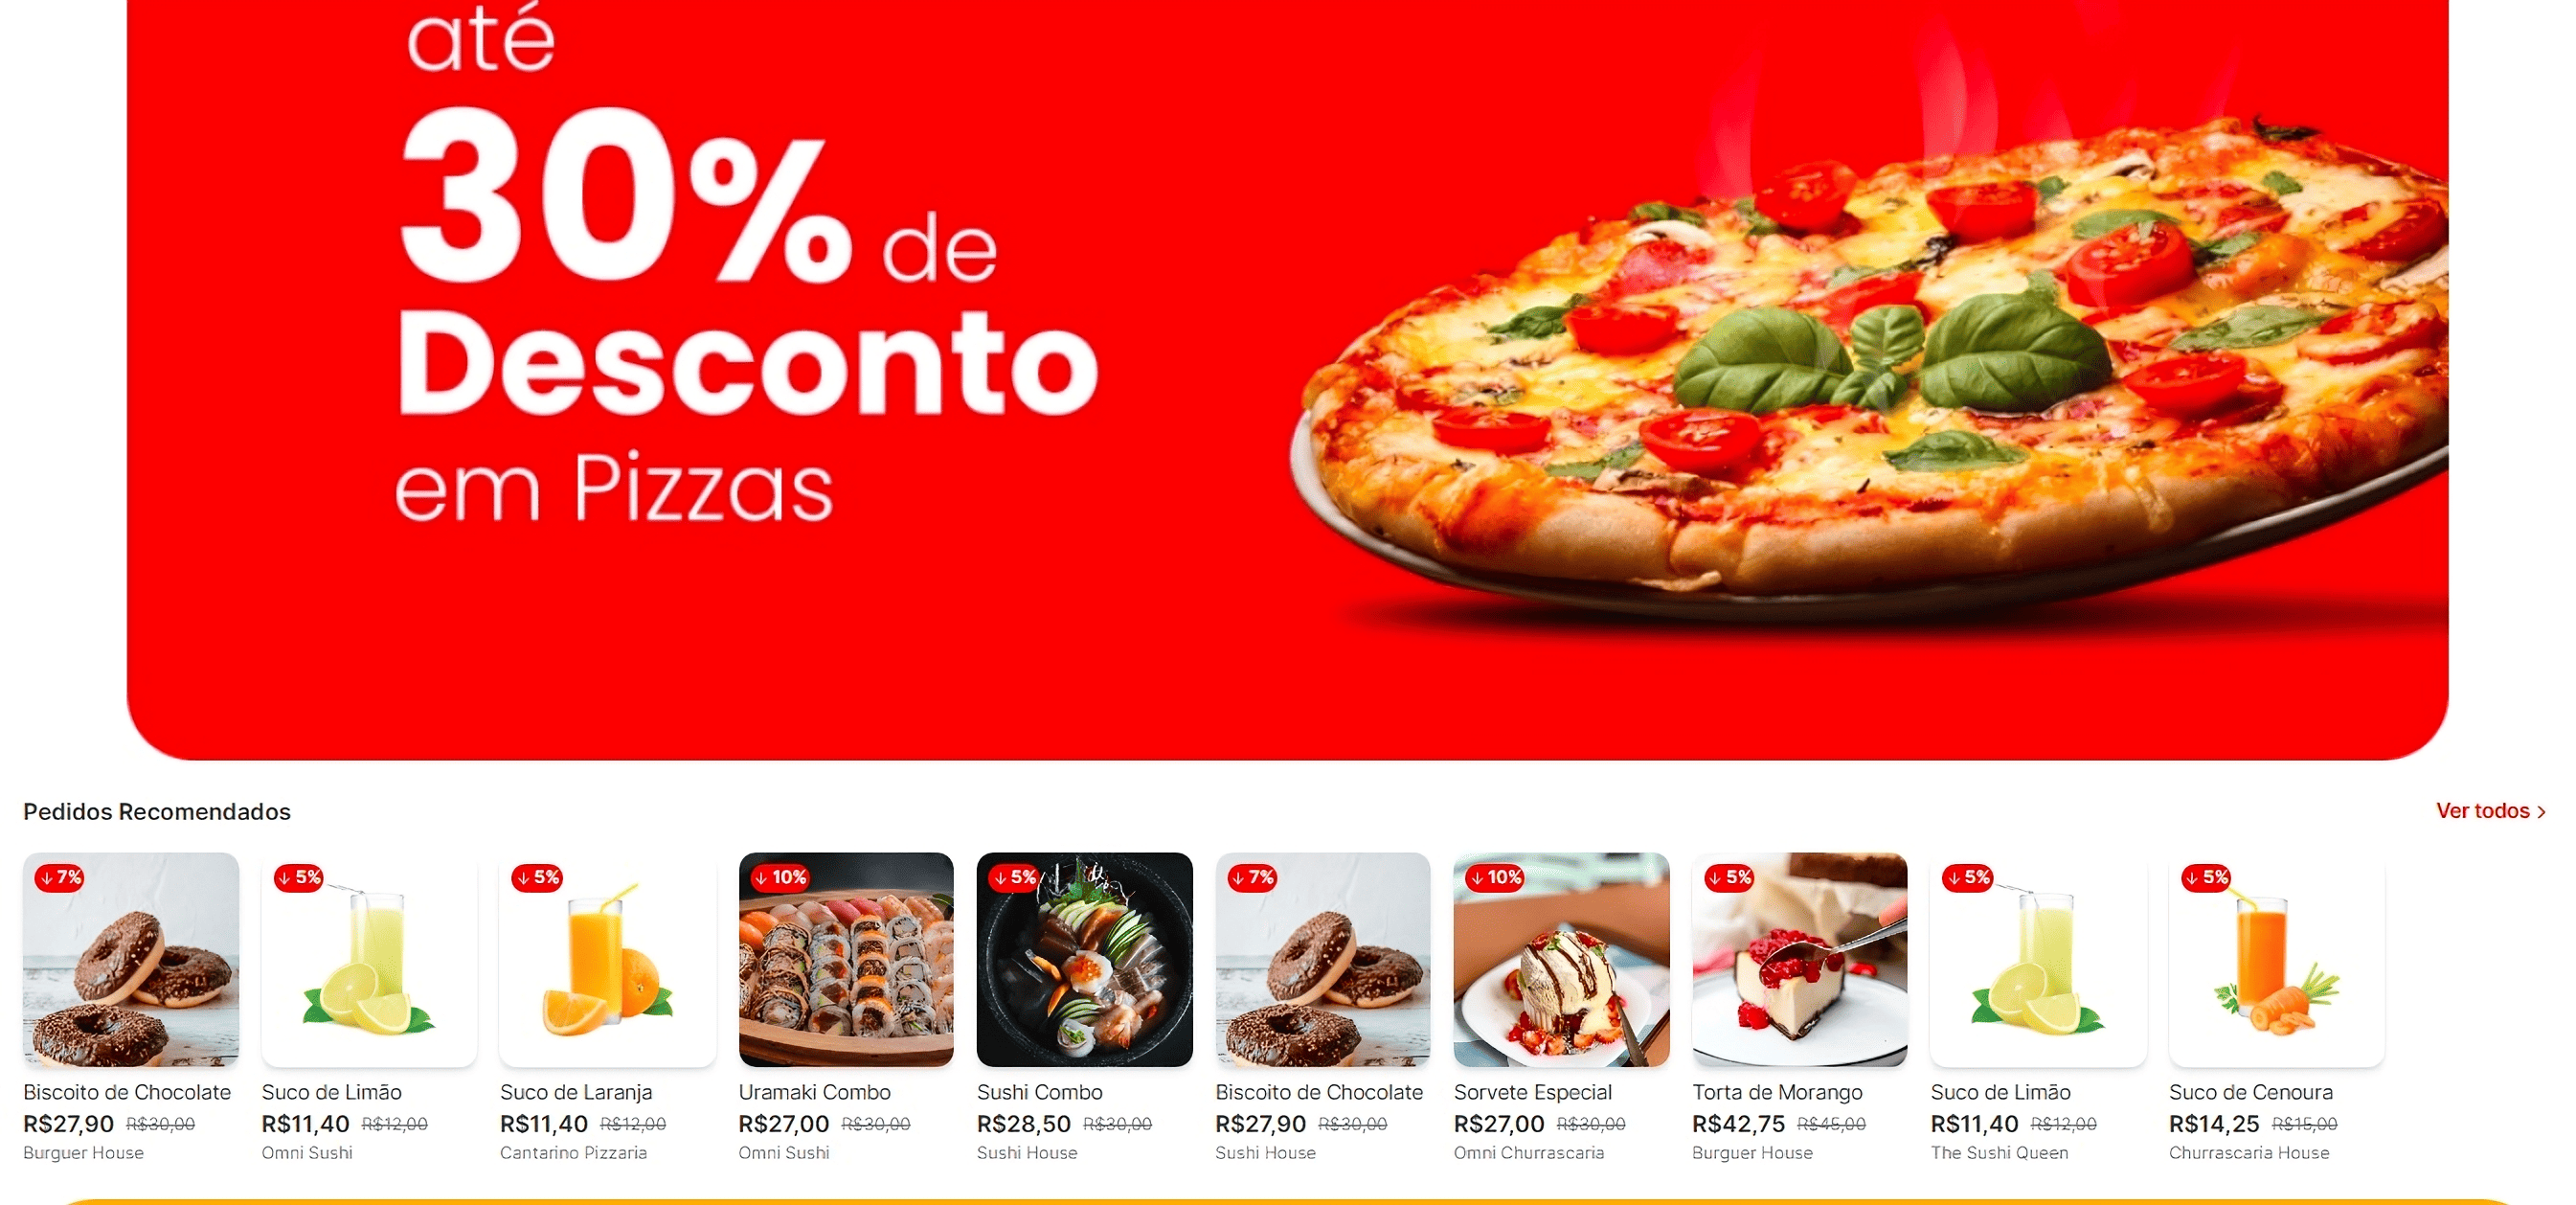 até
30% de
Desconto
em Pizzas
Pedidos Recomendados
Ver todos >
↓ 7%
Biscoito de Chocolate
R$27,90 R$30,00
Burguer House
↓ 5%
Suco de Limão
R$11,40 R$12,00
Omni Sushi
↓ 5%
Suco de Laranja
R$11,40 R$12,00
Cantarino Pizzaria
↓ 10%
Uramaki Combo
R$27,00 R$30,00
Omni Sushi
↓ 5%
Sushi Combo
R$28,50 R$30,00
Sushi House
↓ 7%
Biscoito de Chocolate
R$27,90 R$30,00
Sushi House
↓ 10%
Sorvete Especial
R$27,00 R$30,00
Omni Churrascaria
↓ 5%
Torta de Morango
R$42,75 R$45,00
Burguer House
↓ 5%
Suco de Limão
R$11,40 R$12,00
The Sushi Queen
↓ 5%
Suco de Cenoura
R$14,25 R$15,00
Churrascaria House